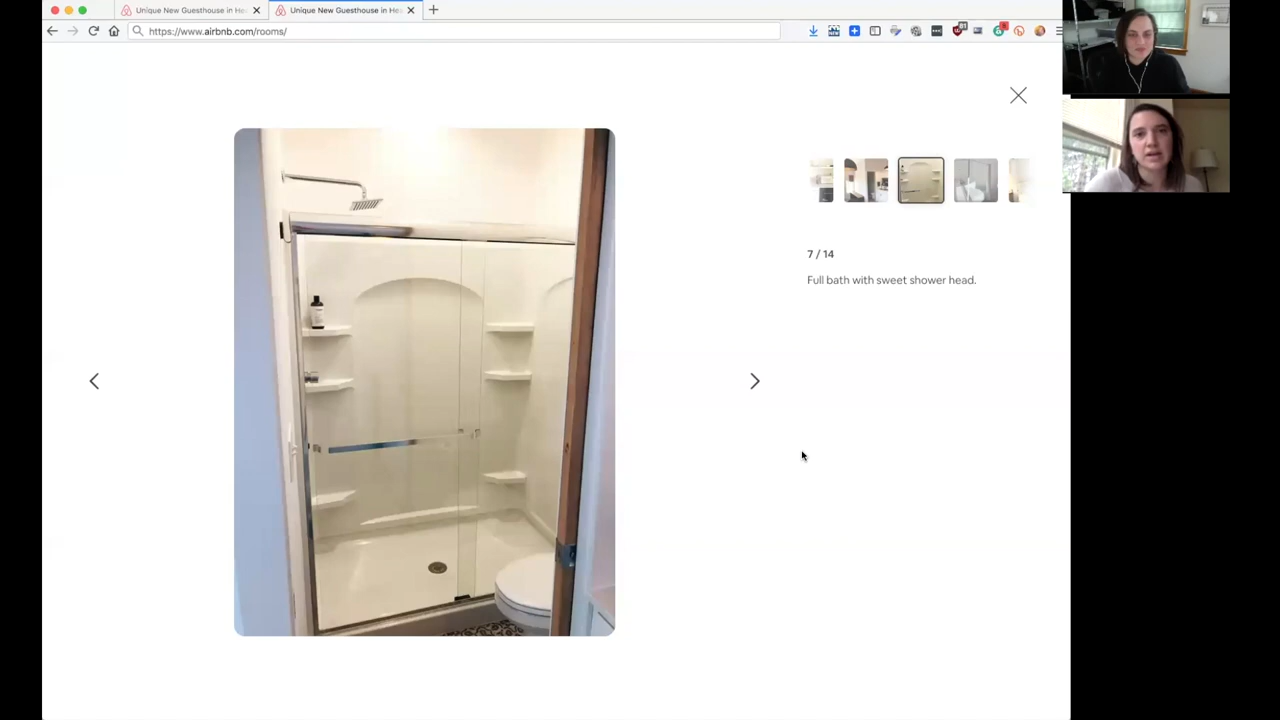 Unique New Guesthouse in He
Unique New Guesthouse in He
https://www.airbnb.com/rooms/
7 / 14
Full bath with sweet shower head.